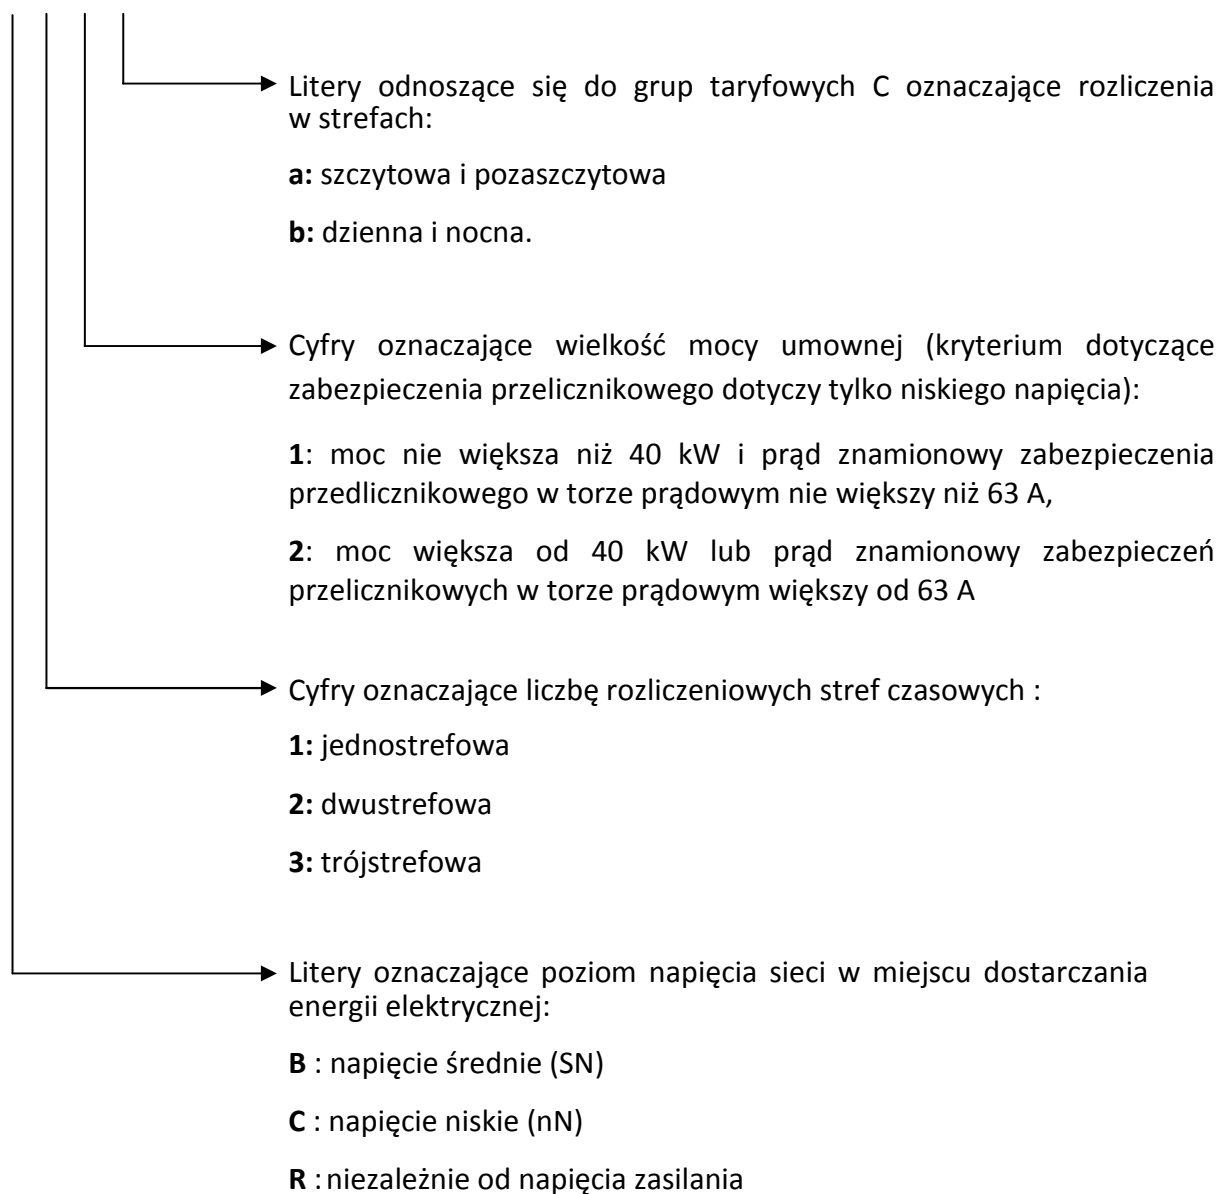 Litery odnoszące się do grup taryfowych C oznaczające rozliczenia
w strefach:
a: szczytowa i pozaszczytowa
b: dzienna i nocna.
Cyfry oznaczające wielkość mocy umownej (kryterium dotyczące
zabezpieczenia przelicznikowego dotyczy tylko niskiego napięcia):
1: moc nie większa niż 40 kW i prąd znamionowy zabezpieczenia
przedlicznikowego w torze prądowym nie większy niż 63 A,
2: moc większa od 40 kW lub prąd znamionowy zabezpieczeń
przelicznikowych w torze prądowym większy od 63 A
Cyfry oznaczające liczbę rozliczeniowych stref czasowych :
1: jednostrefowa
2: dwustrefowa
3: trójstrefowa
Litery oznaczające poziom napięcia sieci w miejscu dostarczania
energii elektrycznej:
B : napięcie średnie (SN)
C : napięcie niskie (nN)
R : niezależnie od napięcia zasilania